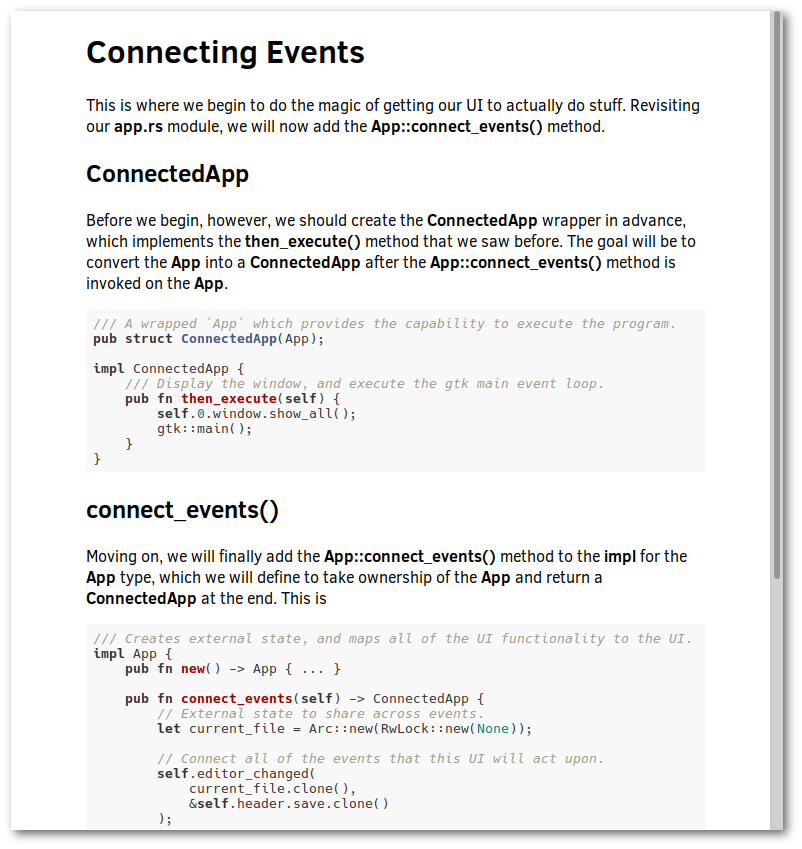 Connecting Events
This is where we begin to do the magic of getting our UI to actually do stuff. Revisiting
our app.rs module, we will now add the App::connect_events() method.
ConnectedApp
Before we begin, however, we should create the ConnectedApp wrapper in advance,
which implements the then_execute() method that we saw before. The goal will be to
convert the App into a ConnectedApp after the App::connect_events() method is
invoked on the App.
/// A wrapped `App` which provides the capability to execute the program.
pub struct ConnectedApp(App);
impl ConnectedApp {
    /// Display the window, and execute the gtk main event loop.
    pub fn then_execute(self) {
        self.0.window.show_all();
        gtk::main();
    }
}
connect_events()
Moving on, we will finally add the App::connect_events() method to the impl for the
App type, which we will define to take ownership of the App and return a
ConnectedApp at the end. This is
/// Creates external state, and maps all of the UI functionality to the UI.
impl App {
    pub fn new() -> App { ... }
    pub fn connect_events(self) -> ConnectedApp {
        // External state to share across events.
        let current_file = Arc::new(RwLock::new(None));
        // Connect all of the events that this UI will act upon.
        self.editor_changed(
            current_file.clone(),
            &self.header.save.clone()
        );